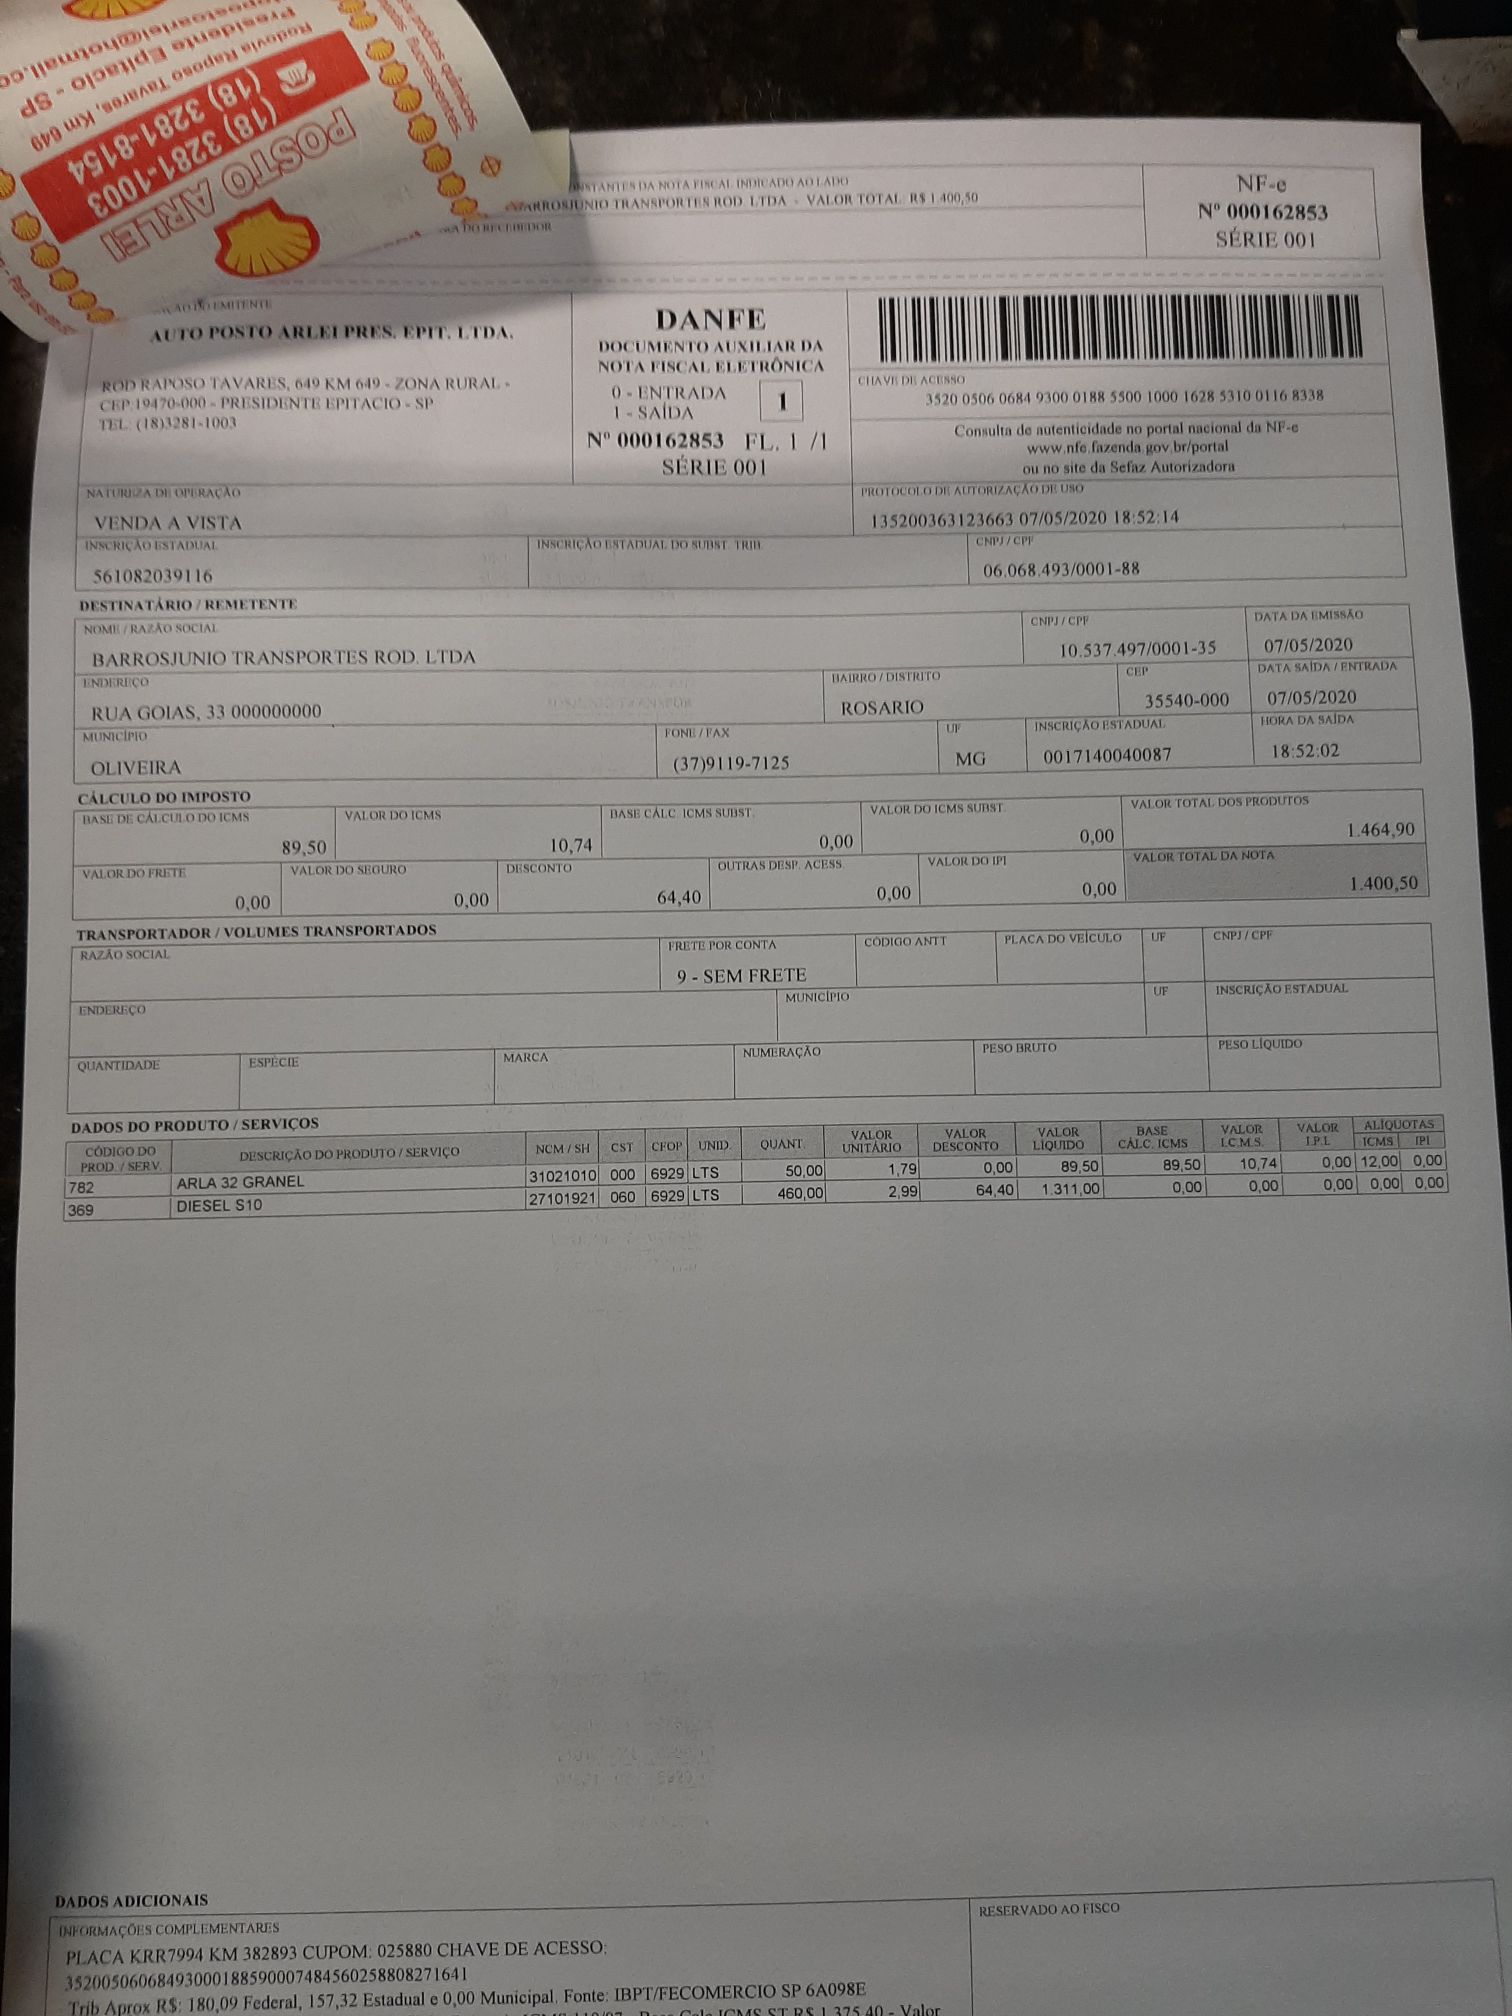 POSTO ARLEI
(18) 3281-1003
(18) 3281-8154
Rodovia Raposo Tavares, Km 649
Presidente Epitacio - SP
produtos químicos,
CONSTANTES DA NOTA FISCAL INDICADO AO LADO
BARROSJUNIO TRANSPORTES ROD. LTDA - VALOR TOTAL: R$ 1.400,50
DO RECEBEDOR
NF-e
Nº 000162853
SÉRIE 001
DO EMITENTE
AUTO POSTO ARLEI PRES. EPIT. LTDA.
ROD RAPOSO TAVARES, 649 KM 649 - ZONA RURAL -
CEP:19470-000 - PRESIDENTE EPITACIO - SP
TEL: (18)3281-1003
DANFE
DOCUMENTO AUXILIAR DA
NOTA FISCAL ELETRÔNICA
0 - ENTRADA
1 - SAÍDA
1
Nº 000162853 FL. 1 /1
SÉRIE 001
CHAVE DE ACESSO
3520 0506 0684 9300 0188 5500 1000 1628 5310 0116 8338
Consulta de autenticidade no portal nacional da NF-e
www.nfe.fazenda.gov.br/portal
ou no site da Sefaz Autorizadora
NATUREZA DE OPERAÇÃO
VENDA A VISTA
PROTOCOLO DE AUTORIZAÇÃO DE USO
135200363123663 07/05/2020 18:52:14
INSCRIÇÃO ESTADUAL
561082039116
INSCRIÇÃO ESTADUAL DO SUBST. TRIB.
CNPJ / CPF
06.068.493/0001-88
DESTINATÁRIO / REMETENTE
NOME / RAZÃO SOCIAL
BARROSJUNIO TRANSPORTES ROD. LTDA
CNPJ / CPF
10.537.497/0001-35
DATA DA EMISSÃO
07/05/2020
ENDEREÇO
RUA GOIAS, 33 000000000
BAIRRO / DISTRITO
ROSARIO
CEP
35540-000
DATA SAÍDA / ENTRADA
07/05/2020
MUNICÍPIO
OLIVEIRA
FONE / FAX
(37)9119-7125
UF
MG
INSCRIÇÃO ESTADUAL
0017140040087
HORA DA SAÍDA
18:52:02
CÁLCULO DO IMPOSTO
BASE DE CÁLCULO DO ICMS
89,50
VALOR DO ICMS
10,74
BASE CÁLC. ICMS SUBST.
0,00
VALOR DO ICMS SUBST.
0,00
VALOR TOTAL DOS PRODUTOS
1.464,90
VALOR DO FRETE
0,00
VALOR DO SEGURO
0,00
DESCONTO
64,40
OUTRAS DESP. ACESS
0,00
VALOR DO IPI
0,00
VALOR TOTAL DA NOTA
1.400,50
TRANSPORTADOR / VOLUMES TRANSPORTADOS
RAZÃO SOCIAL
FRETE POR CONTA
9 - SEM FRETE
CÓDIGO ANTT
PLACA DO VEÍCULO
UF
CNPJ / CPF
ENDEREÇO
MUNICÍPIO
UF
INSCRIÇÃO ESTADUAL
QUANTIDADE
ESPÉCIE
MARCA
NUMERAÇÃO
PESO BRUTO
PESO LÍQUIDO
DADOS DO PRODUTO / SERVIÇOS
CÓDIGO DO PROD. / SERV. DESCRIÇÃO DO PRODUTO / SERVIÇO NCM / SH CST CFOP UNID. QUANT. VALOR UNITÁRIO VALOR DESCONTO VALOR LÍQUIDO BASE CÁLC. ICMS VALOR I.C.M.S. VALOR I.P.I. ALÍQUOTAS ICMS IPI
782 ARLA 32 GRANEL 31021010 000 6929 LTS 50,00 1,79 0,00 89,50 89,50 10,74 0,00 12,00 0,00
369 DIESEL S10 27101921 060 6929 LTS 460,00 2,99 64,40 1.311,00 0,00 0,00 0,00 0,00 0,00
DADOS ADICIONAIS
INFORMAÇÕES COMPLEMENTARES
PLACA KRR7994 KM 382893 CUPOM: 025880 CHAVE DE ACESSO:
35200506068493000188590007484560258808271641
Trib Aprox R$: 180,09 Federal, 157,32 Estadual e 0,00 Municipal. Fonte: IBPT/FECOMERCIO SP 6A098E
ICMS ST R$ 1.375,40 - Valor
RESERVADO AO FISCO